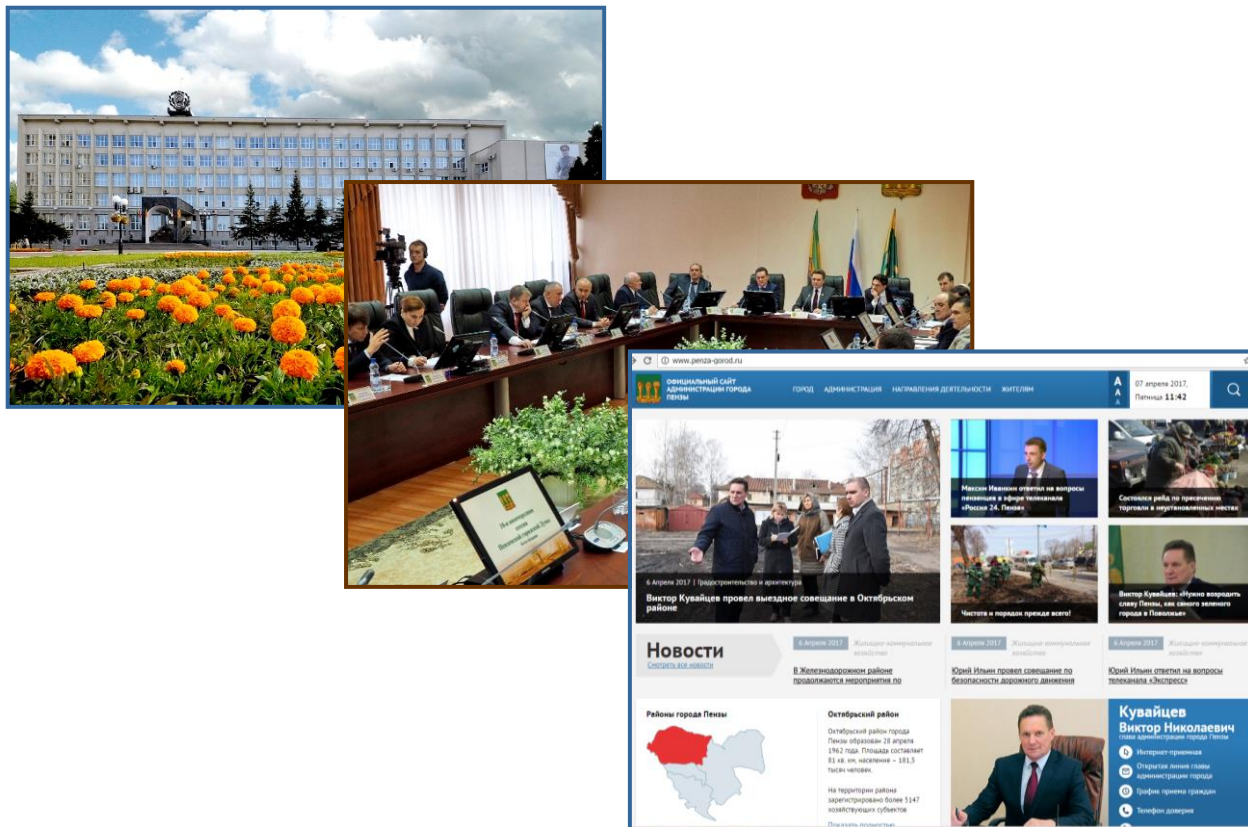 www.penza-gorod.ru
ОФИЦИАЛЬНЫЙ САЙТ
АДМИНИСТРАЦИИ ГОРОДА
ПЕНЗЫ
ГОРОД АДМИНИСТРАЦИЯ НАПРАВЛЕНИЯ ДЕЯТЕЛЬНОСТИ ЖИТЕЛЯМ
А
А
А
07 апреля 2017,
Пятница 11:42
6 Апреля 2017 | Градостроительство и архитектура
Виктор Кувайцев провел выездное совещание в Октябрьском
районе
Максим Иванкин ответил на вопросы
пензенцев в эфире телеканала
«Россия 24. Пенза»
Состоялся рейд по пресечению
торговли в неустановленных местах
Чистота и порядок прежде всего!
Виктор Кувайцев: «Нужно возродить
славу Пензы, как самого зеленого
города в Поволжье»
Новости
Смотреть все новости
6 Апреля 2017 Жилищно-коммунальное
хозяйство
В Железнодорожном районе
продолжаются мероприятия по
6 Апреля 2017 Жилищно-коммунальное
хозяйство
Юрий Ильин провел совещание по
безопасности дорожного движения
6 Апреля 2017 Жилищно-коммунальное
хозяйство
Юрий Ильин ответил на вопросы
телеканала «Экспресс»
Районы города Пензы
Октябрьский район
Октябрьский район города
Пензы образован 28 апреля
1962 года. Площадь составляет
81 кв. км, население – 181,3
тысяч человек.
На территории района
зарегистрировано более 5147
хозяйствующих субъектов
Показать полностью
Кувайцев
Виктор Николаевич
глава администрации города Пензы
Интернет-приемная
Открытая линия главы
администрации города
График приема граждан
Телефон доверия